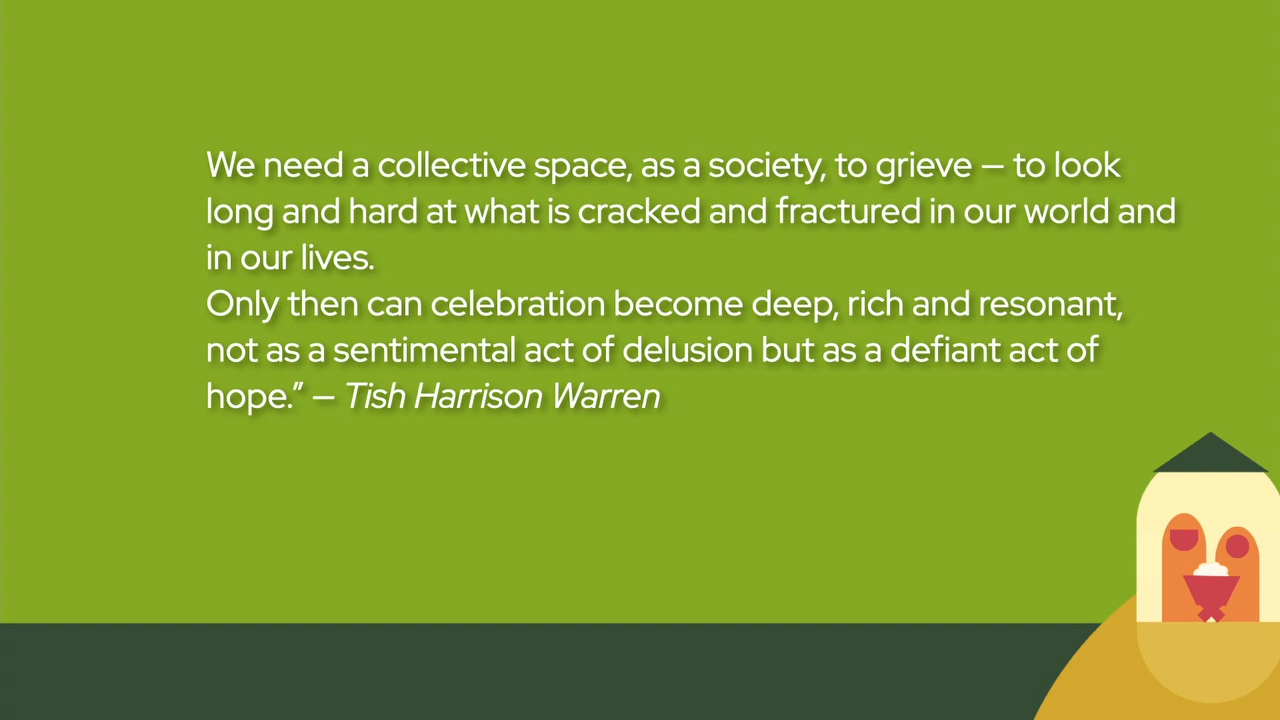 We need a collective space, as a society, to grieve — to look
long and hard at what is cracked and fractured in our world and
in our lives.
Only then can celebration become deep, rich and resonant,
not as a sentimental act of delusion but as a defiant act of
hope.” — Tish Harrison Warren